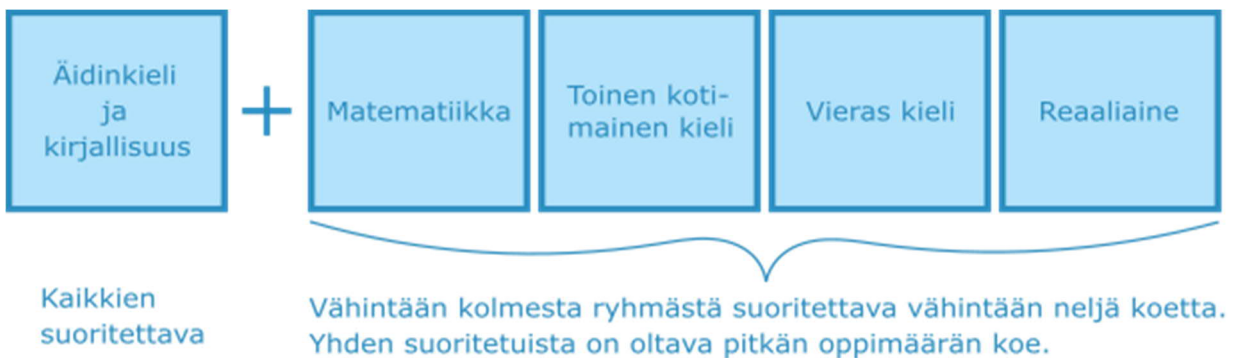 Äidinkieli
ja
kirjallisuus
+
Matematiikka
Toinen koti-
mainen kieli
Vieras kieli
Reaaliaine
Kaikkien
suoritettava
Vähintään kolmesta ryhmästä suoritettava vähintään neljä koetta.
Yhden suoritetuista on oltava pitkän oppimäärän koe.